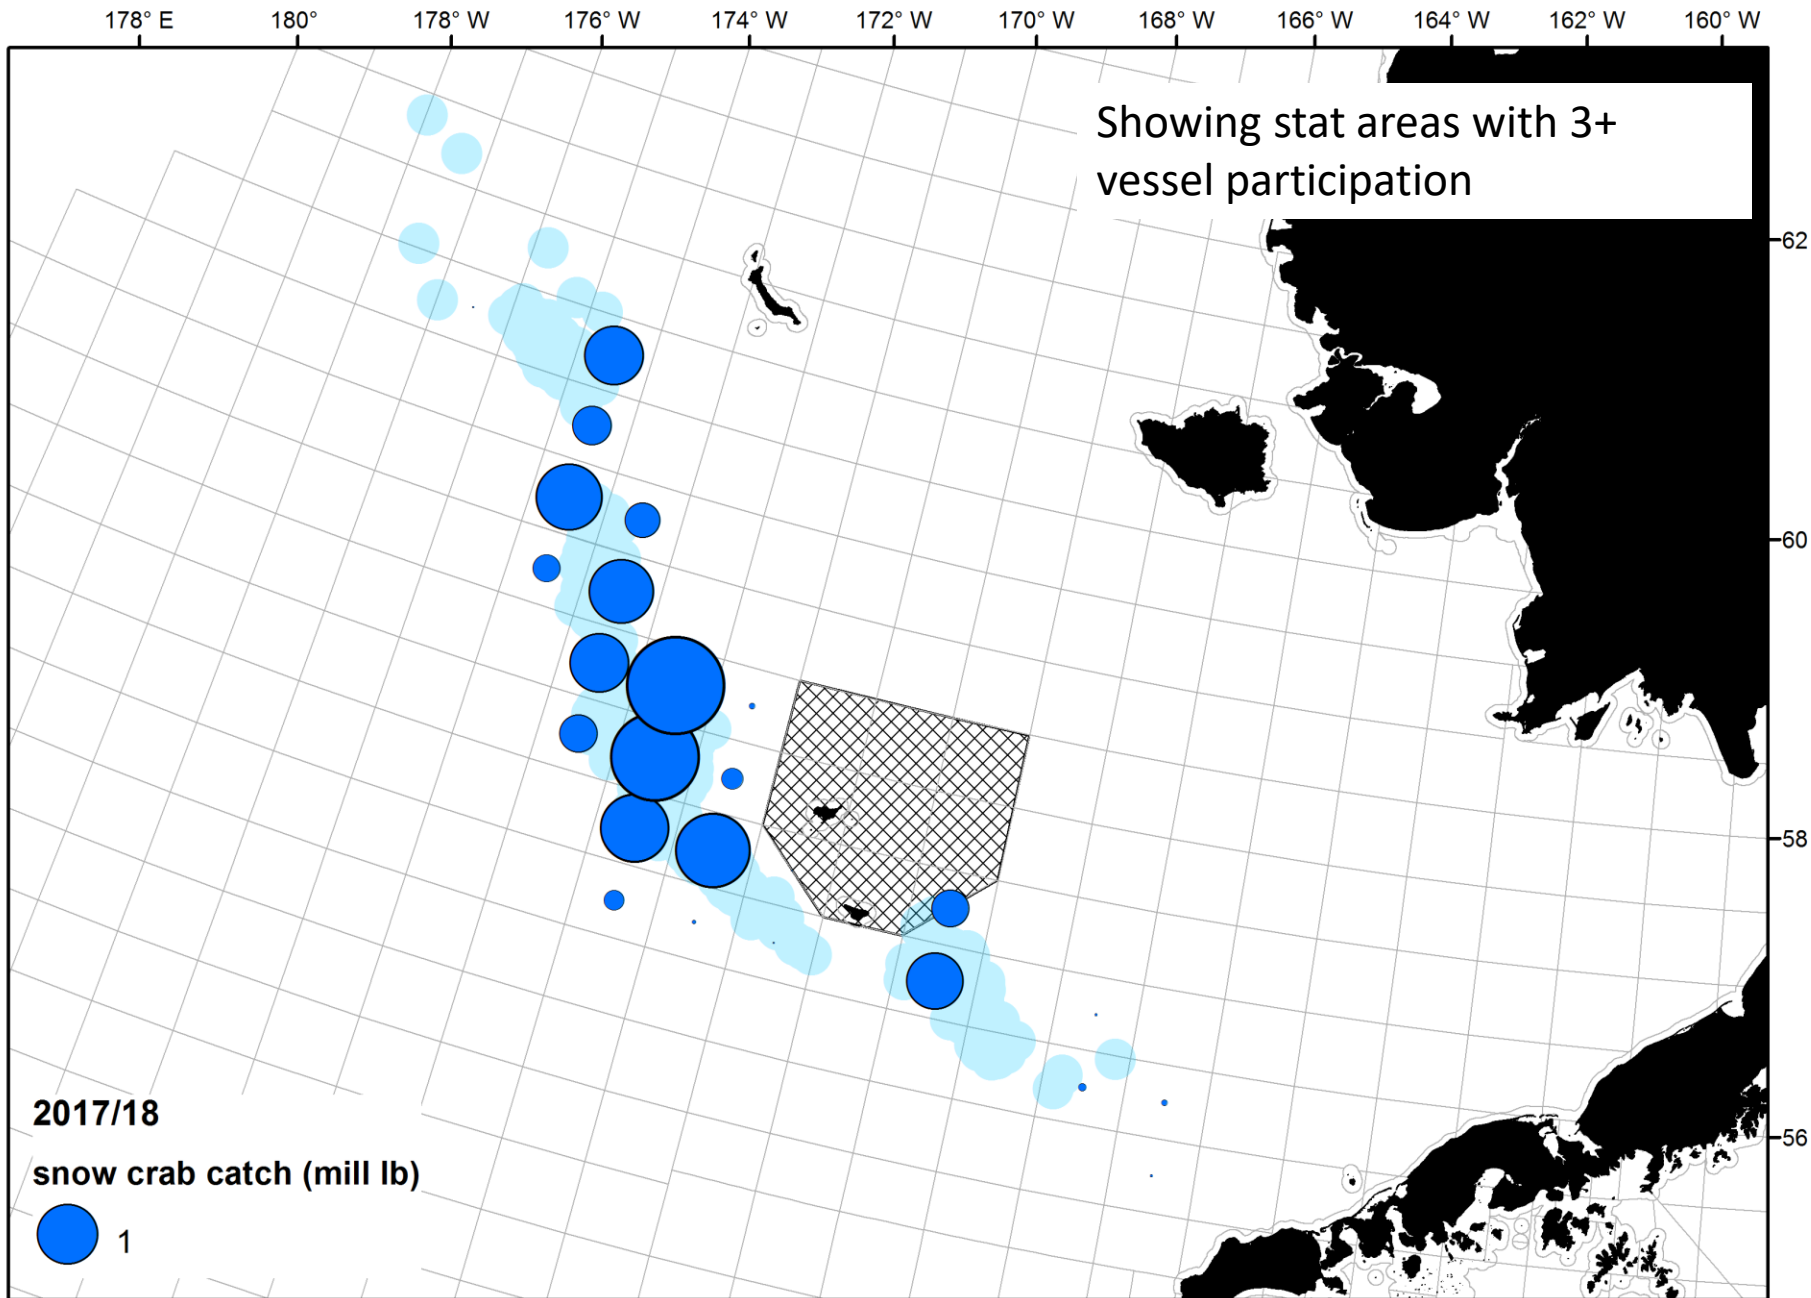 178° E 180° 178° W 176° W 174° W 172° W 170° W 168° W 166° W 164° W 162° W 160° W
Showing stat areas with 3+
vessel participation
62
60
58
56
2017/18
snow crab catch (mill lb)
1